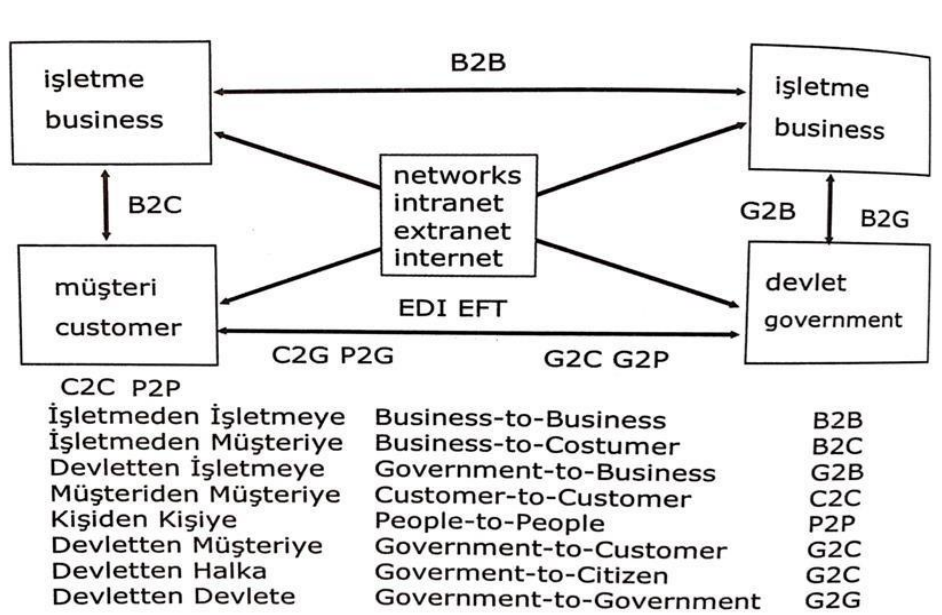 B2B
işletme
business
işletme
business
networks
intranet
extranet
internet
B2C
G2B
B2G
müşteri
customer
devlet
government
EDI EFT
C2G P2G
G2C G2P
C2C P2P
İşletmeden İşletmeye Business-to-Business B2B
İşletmeden Müşteriye Business-to-Costumer B2C
Devletten İşletmeye Government-to-Business G2B
Müşteriden Müşteriye Customer-to-Customer C2C
Kişiden Kişiye People-to-People P2P
Devletten Müşteriye Government-to-Customer G2C
Devletten Halka Goverment-to-Citizen G2C
Devletten Devlete Government-to-Government G2G